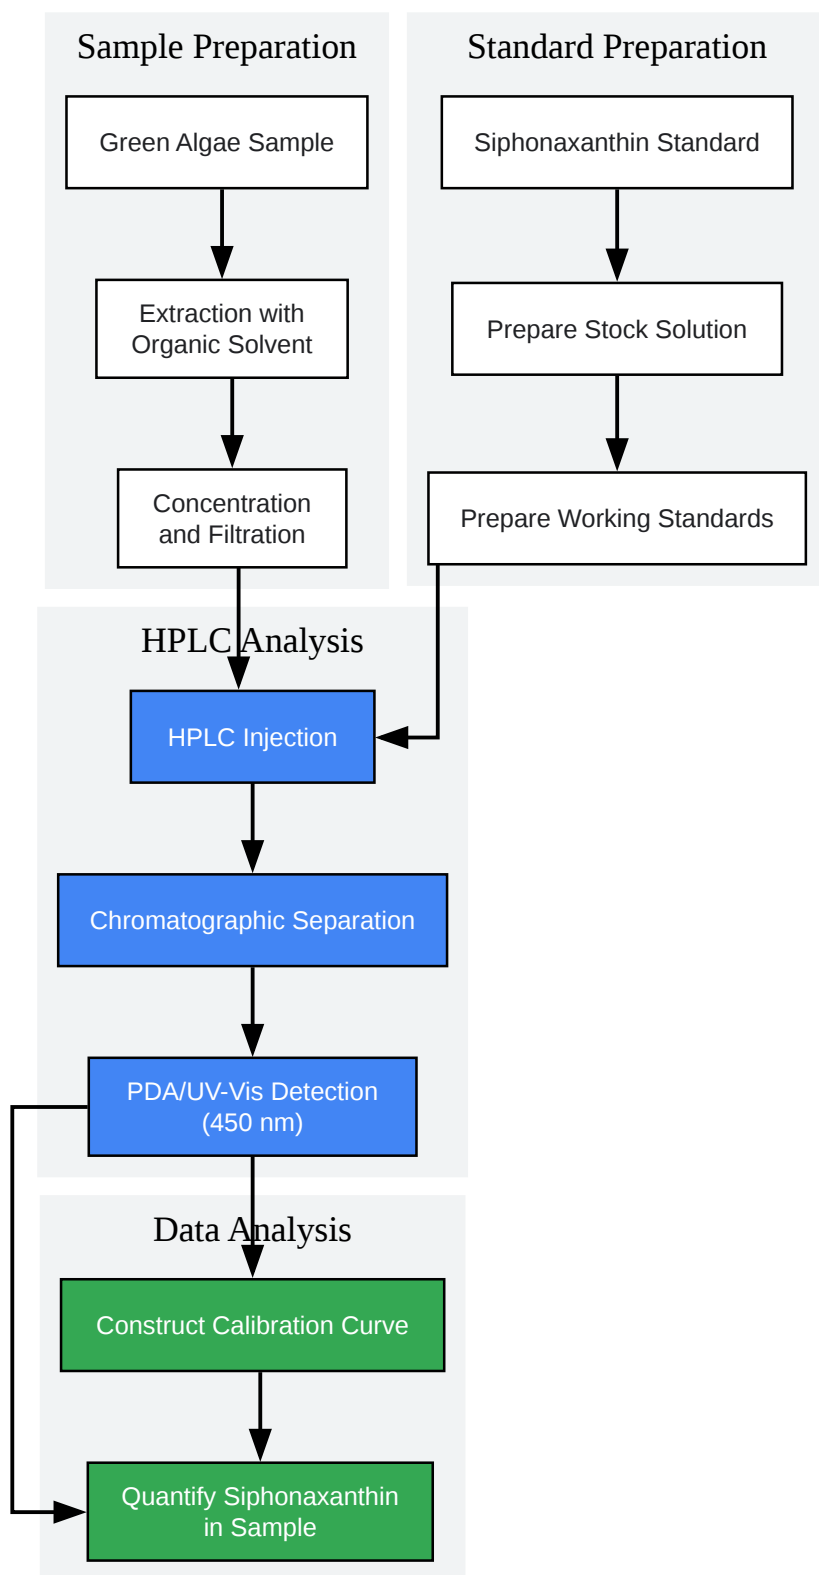 Sample Preparation
Green Algae Sample
Extraction with
Organic Solvent
Concentration
and Filtration
Standard Preparation
Siphonaxanthin Standard
Prepare Stock Solution
Prepare Working Standards
HPLC Analysis
HPLC Injection
Chromatographic Separation
PDA/UV-Vis Detection
(450 nm)
Data Analysis
Construct Calibration Curve
Quantify Siphonaxanthin
in Sample